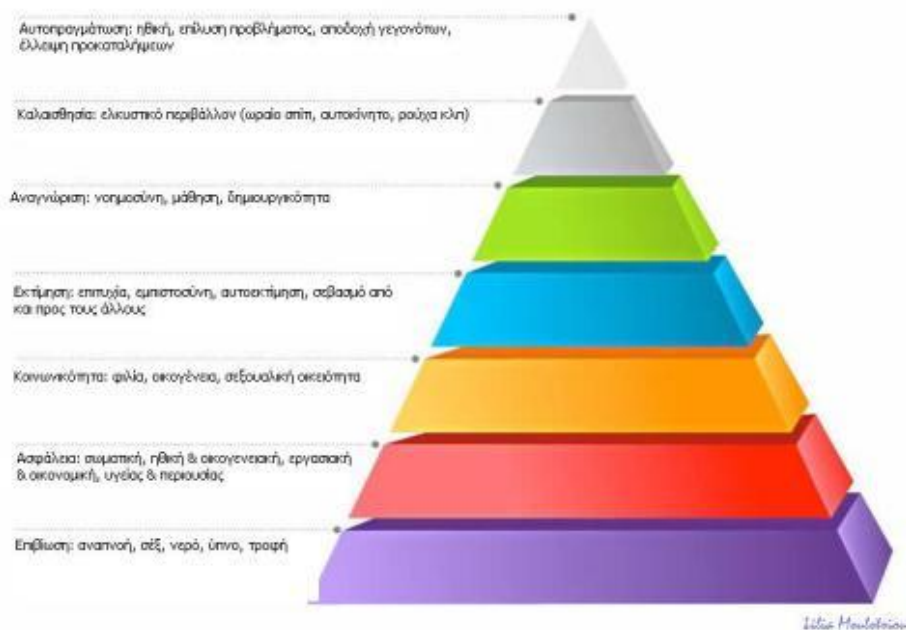 Αυτοπραγμάτωση: ηθική, επίλυση προβλήματος, αποδοχή γεγονότων,
έλλειψη προκαταλήψεων
Καλαισθησία: ελκυστικό περιβάλλον (ωραίο σπίτι, αυτοκίνητο, ρούχα κλπ)
Αναγνώριση: νοημοσύνη, μάθηση, δημιουργικότητα
Εκτίμηση: επιτυχία, εμπιστοσύνη, αυτοεκτίμηση, σεβασμό από
και προς τους άλλους
Κοινωνικότητα: φιλία, οικογένεια, σεξουαλική οικειότητα
Ασφάλεια: σωματική, ηθική & οικογενειακή, εργασιακή
& οικονομική, υγείας & περιουσίας
Επιβίωση: αναπνοή, σέξ, νερό, ύπνο, τροφή
Lilia